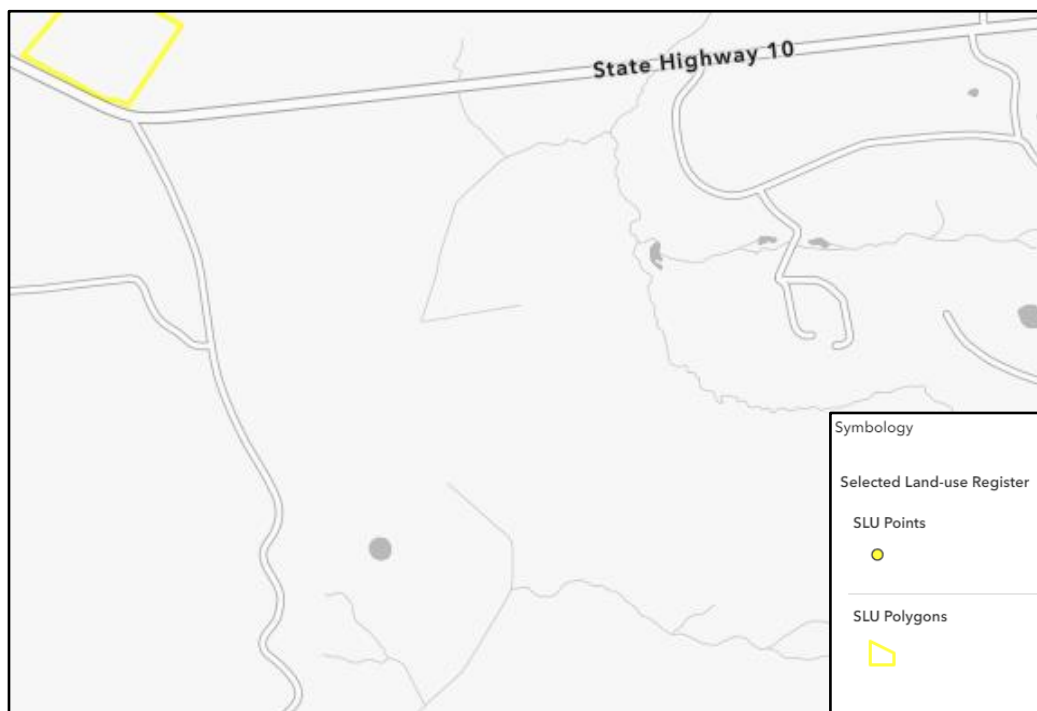 State Highway 10
Symbology
Selected Land-use Register
SLU Points
SLU Polygons